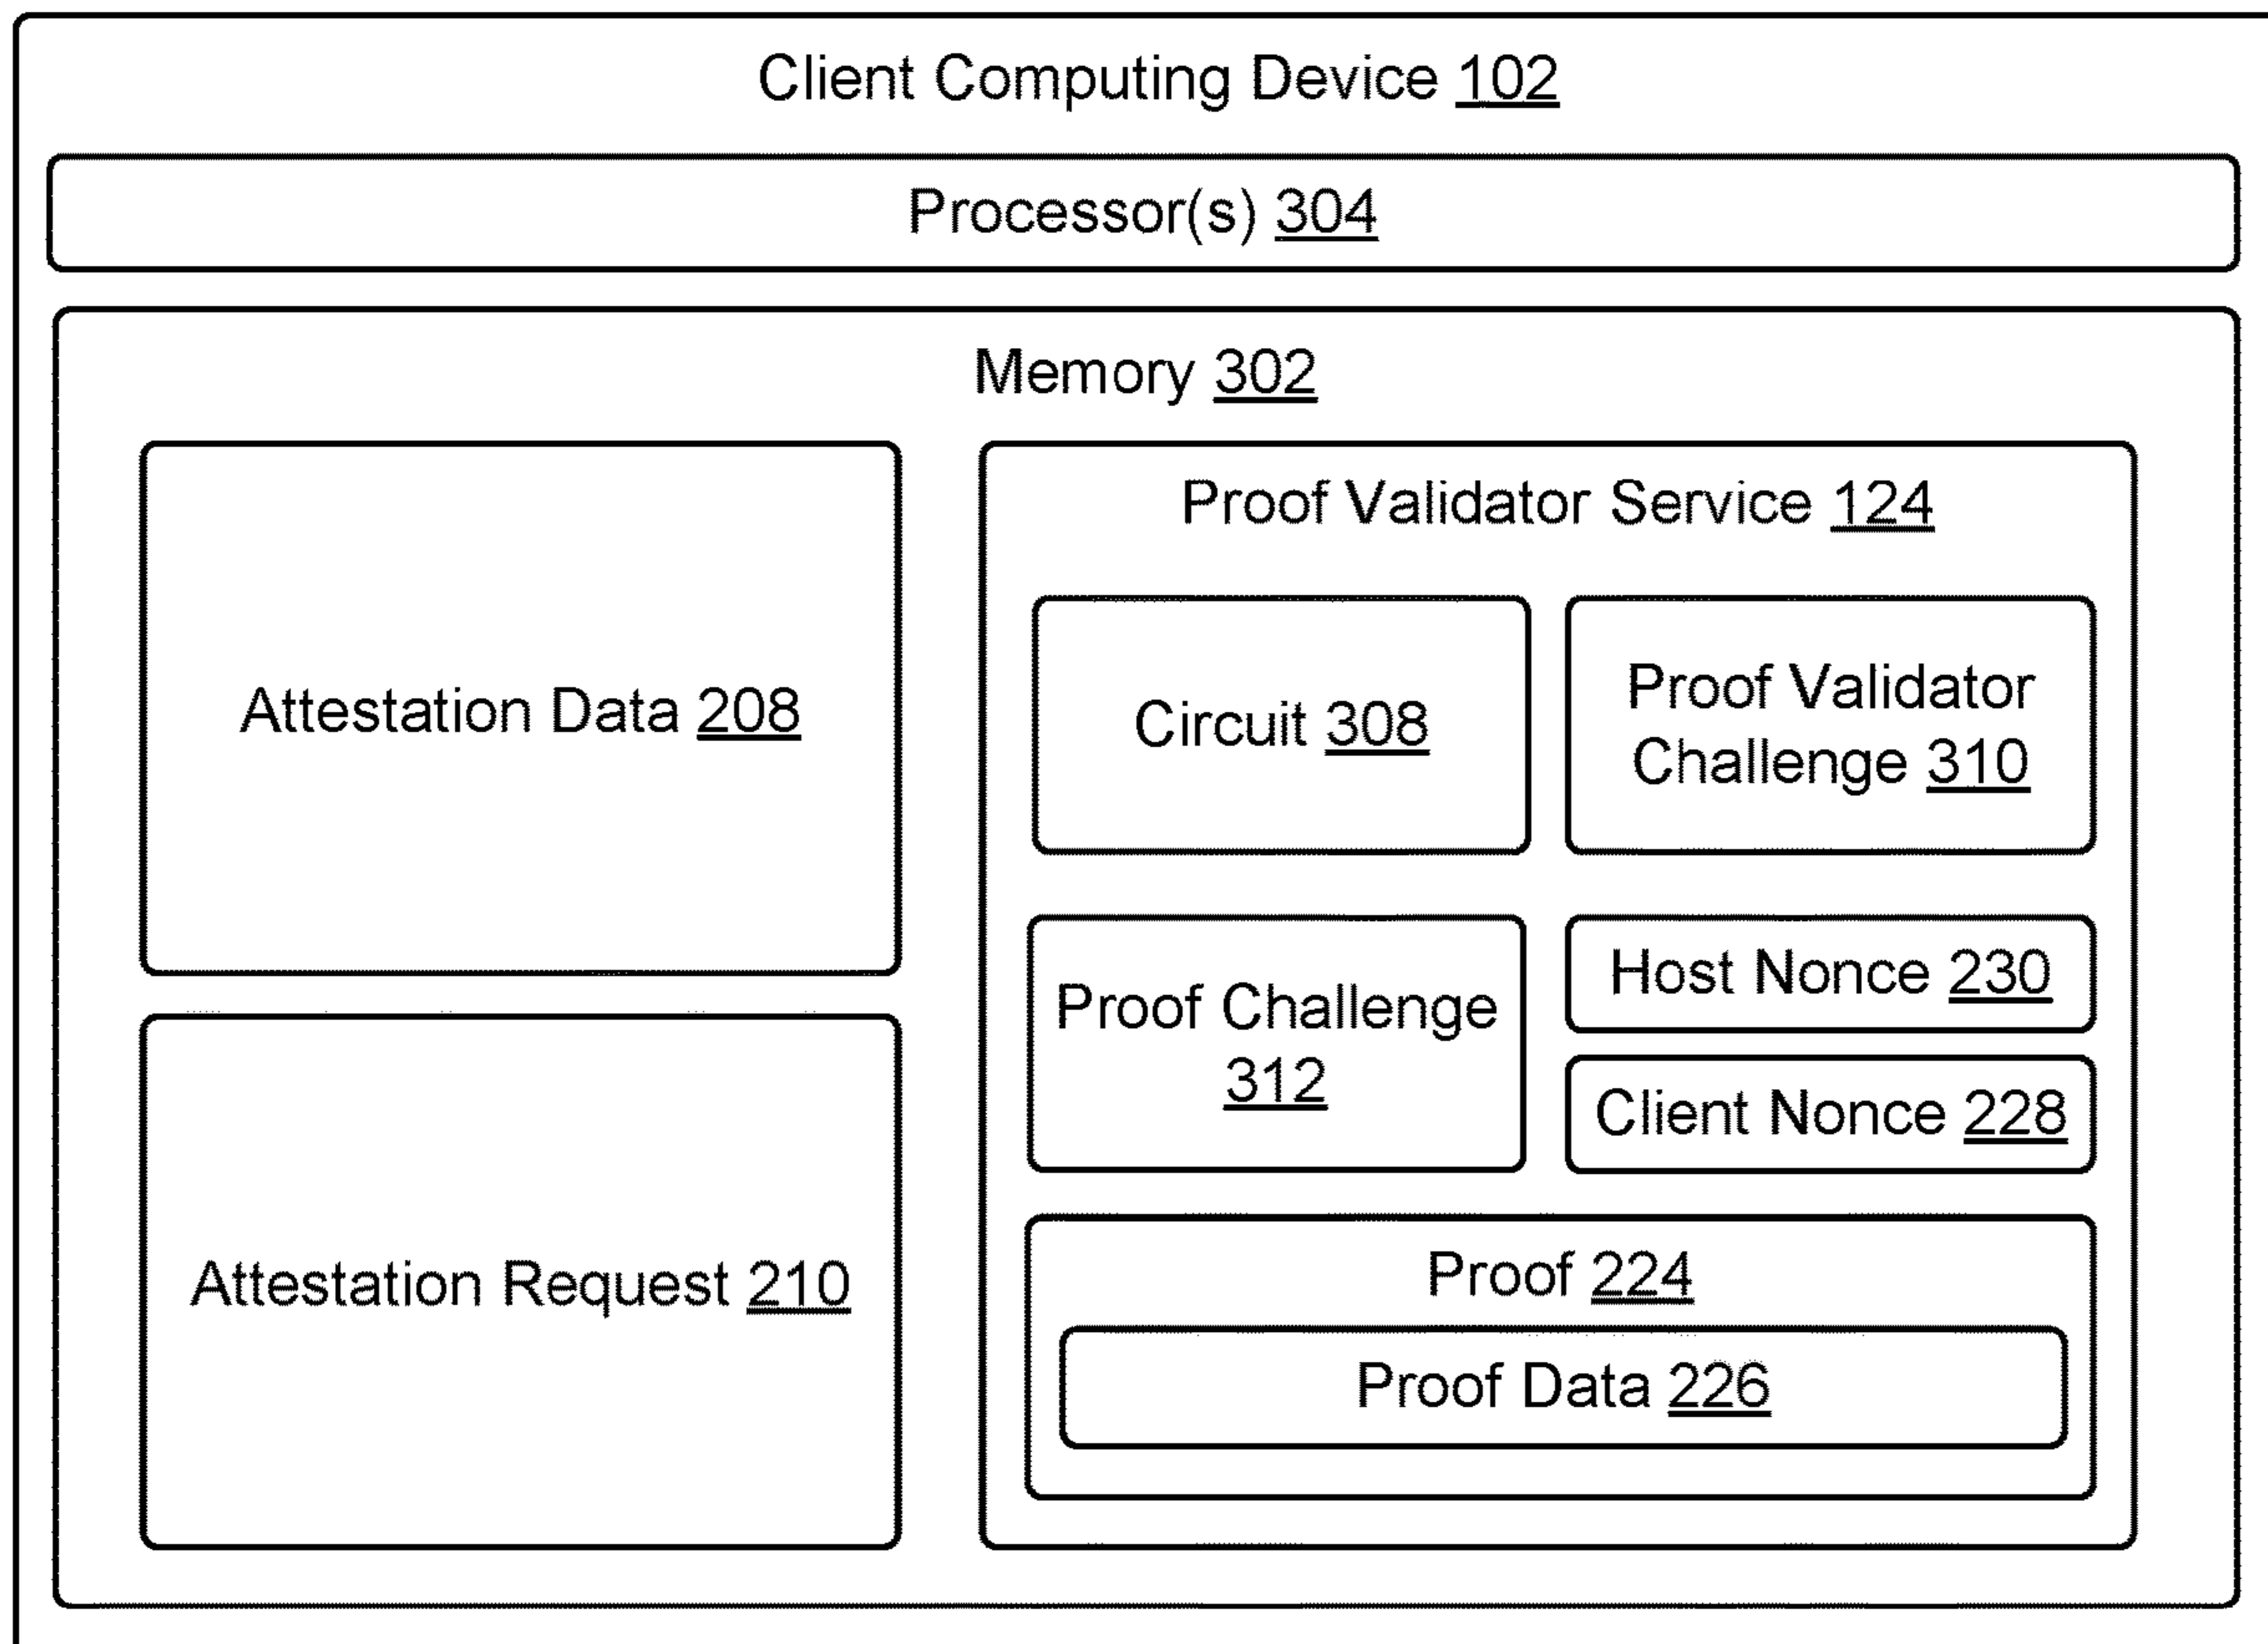 Client Computing Device 102
Processor(s) 304
Memory 302
Attestation Data 208
Attestation Request 210
Proof Validator Service 124
Circuit 308
Proof Validator
Challenge 310
Proof Challenge
312
Host Nonce 230
Client Nonce 228
Proof 224
Proof Data 226